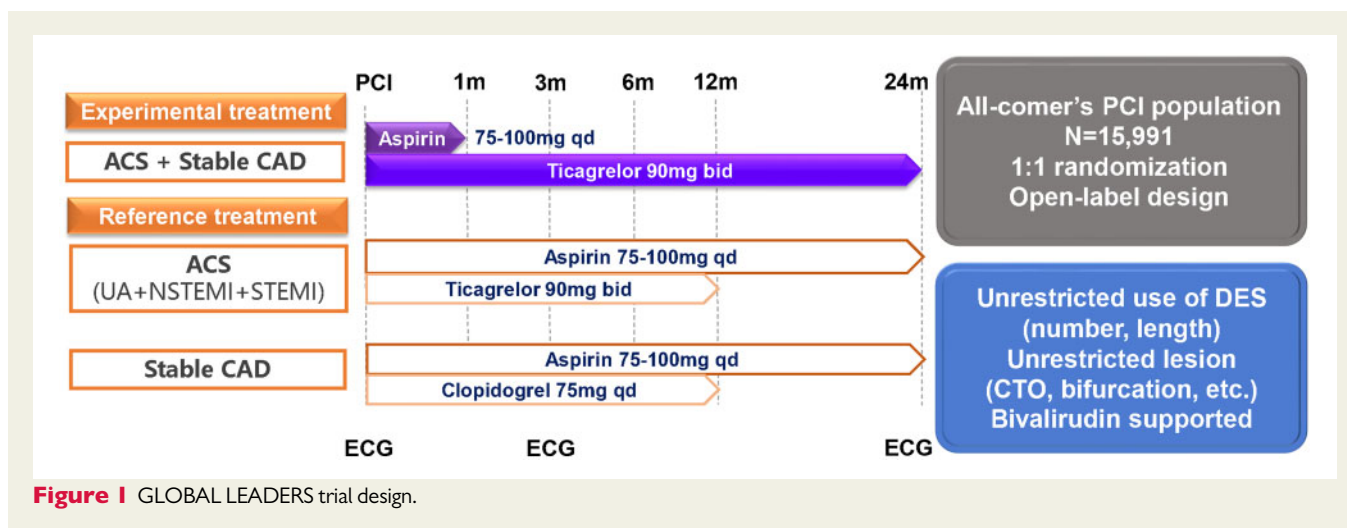 PCI 1m 3m 6m 12m 24m
Experimental treatment
Aspirin 75-100mg qd
ACS + Stable CAD
Ticagrelor 90mg bid
Reference treatment
ACS
(UA+NSTEMI+STEMI)
Aspirin 75-100mg qd
Ticagrelor 90mg bid
Stable CAD
Aspirin 75-100mg qd
Clopidogrel 75mg qd
ECG ECG ECG
All-comer's PCI population
N=15,991
1:1 randomization
Open-label design
Unrestricted use of DES
(number, length)
Unrestricted lesion
(CTO, bifurcation, etc.)
Bivalirudin supported
Figure 1 GLOBAL LEADERS trial design.